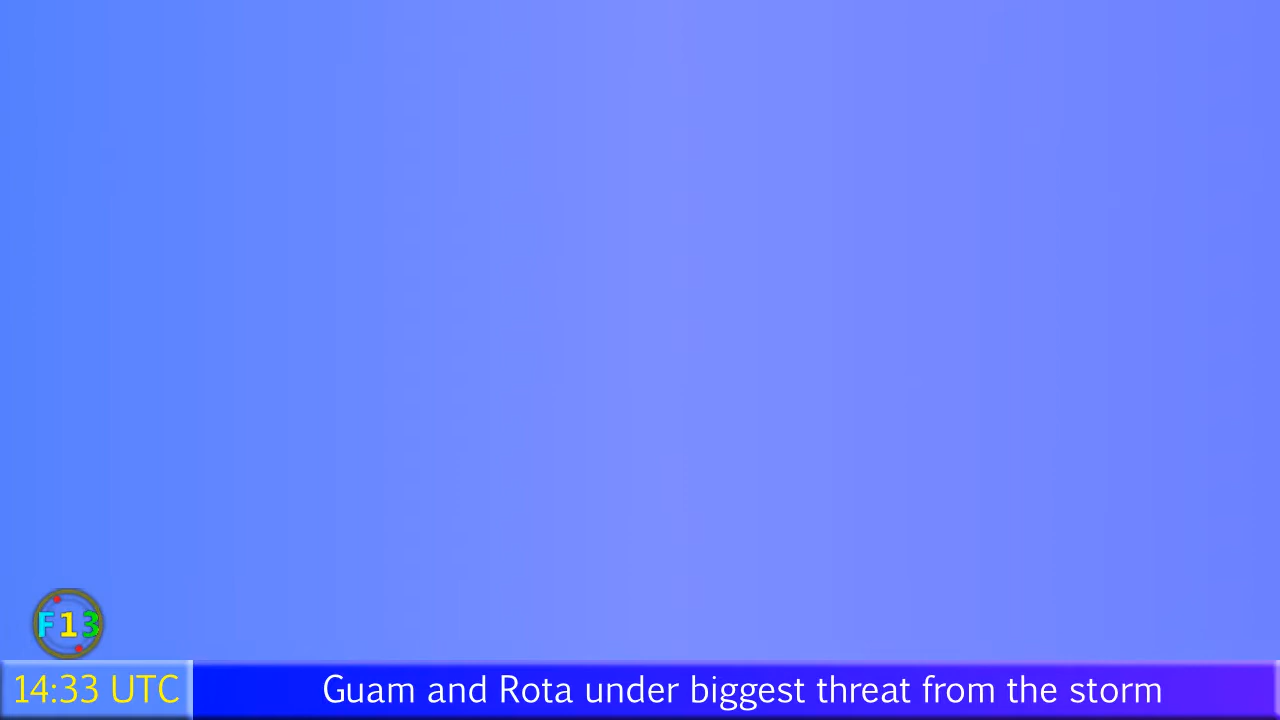 F13
14:33 UTC
Guam and Rota under biggest threat from the storm